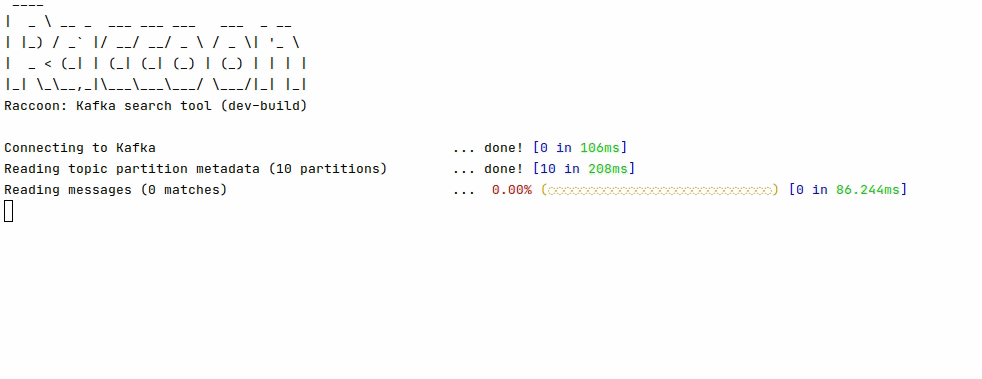 ____
|  _ \ __ _  ___ ___ ___   ___  _ __
| |_) / _` |/ __/ __/ _ \ / _ \| '_ \
|  _ < (_| | (_| (_| (_) | (_) | | | |
|_| \_\__,_|\___\___\___/ \___/|_| |_|
Raccoon: Kafka search tool (dev-build)
Connecting to Kafka ... done! [0 in 106ms]
Reading topic partition metadata (10 partitions) ... done! [10 in 208ms]
Reading messages (0 matches) ... 0.00% (◌◌◌◌◌◌◌◌◌◌◌◌◌◌◌◌◌◌◌◌◌◌◌◌◌◌◌◌) [0 in 86.244ms]